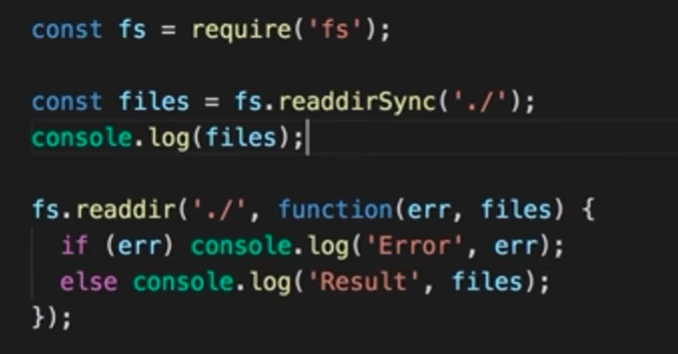 const fs = require('fs');
const files = fs.readdirSync('./');
console.log(files);
fs.readdir('./', function(err, files) {
if (err) console.log('Error', err);
else console.log('Result', files);
});